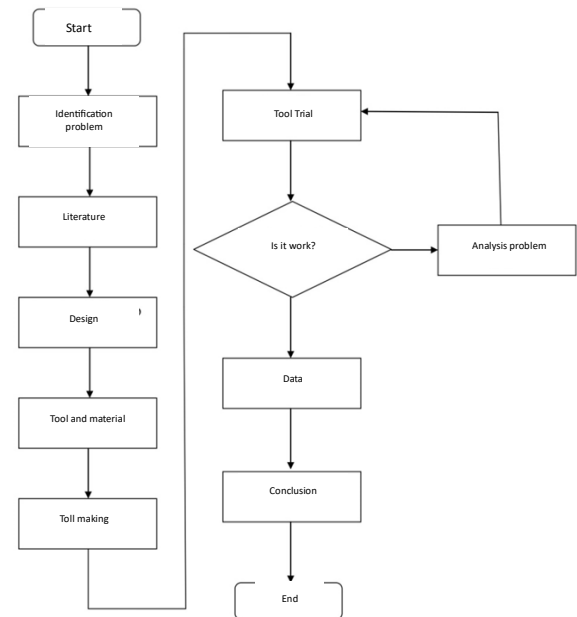 Start
Identification
problem
Literature
Design
Tool and material
Toll making
Tool Trial
Is it work?
Analysis problem
Data
Conclusion
End